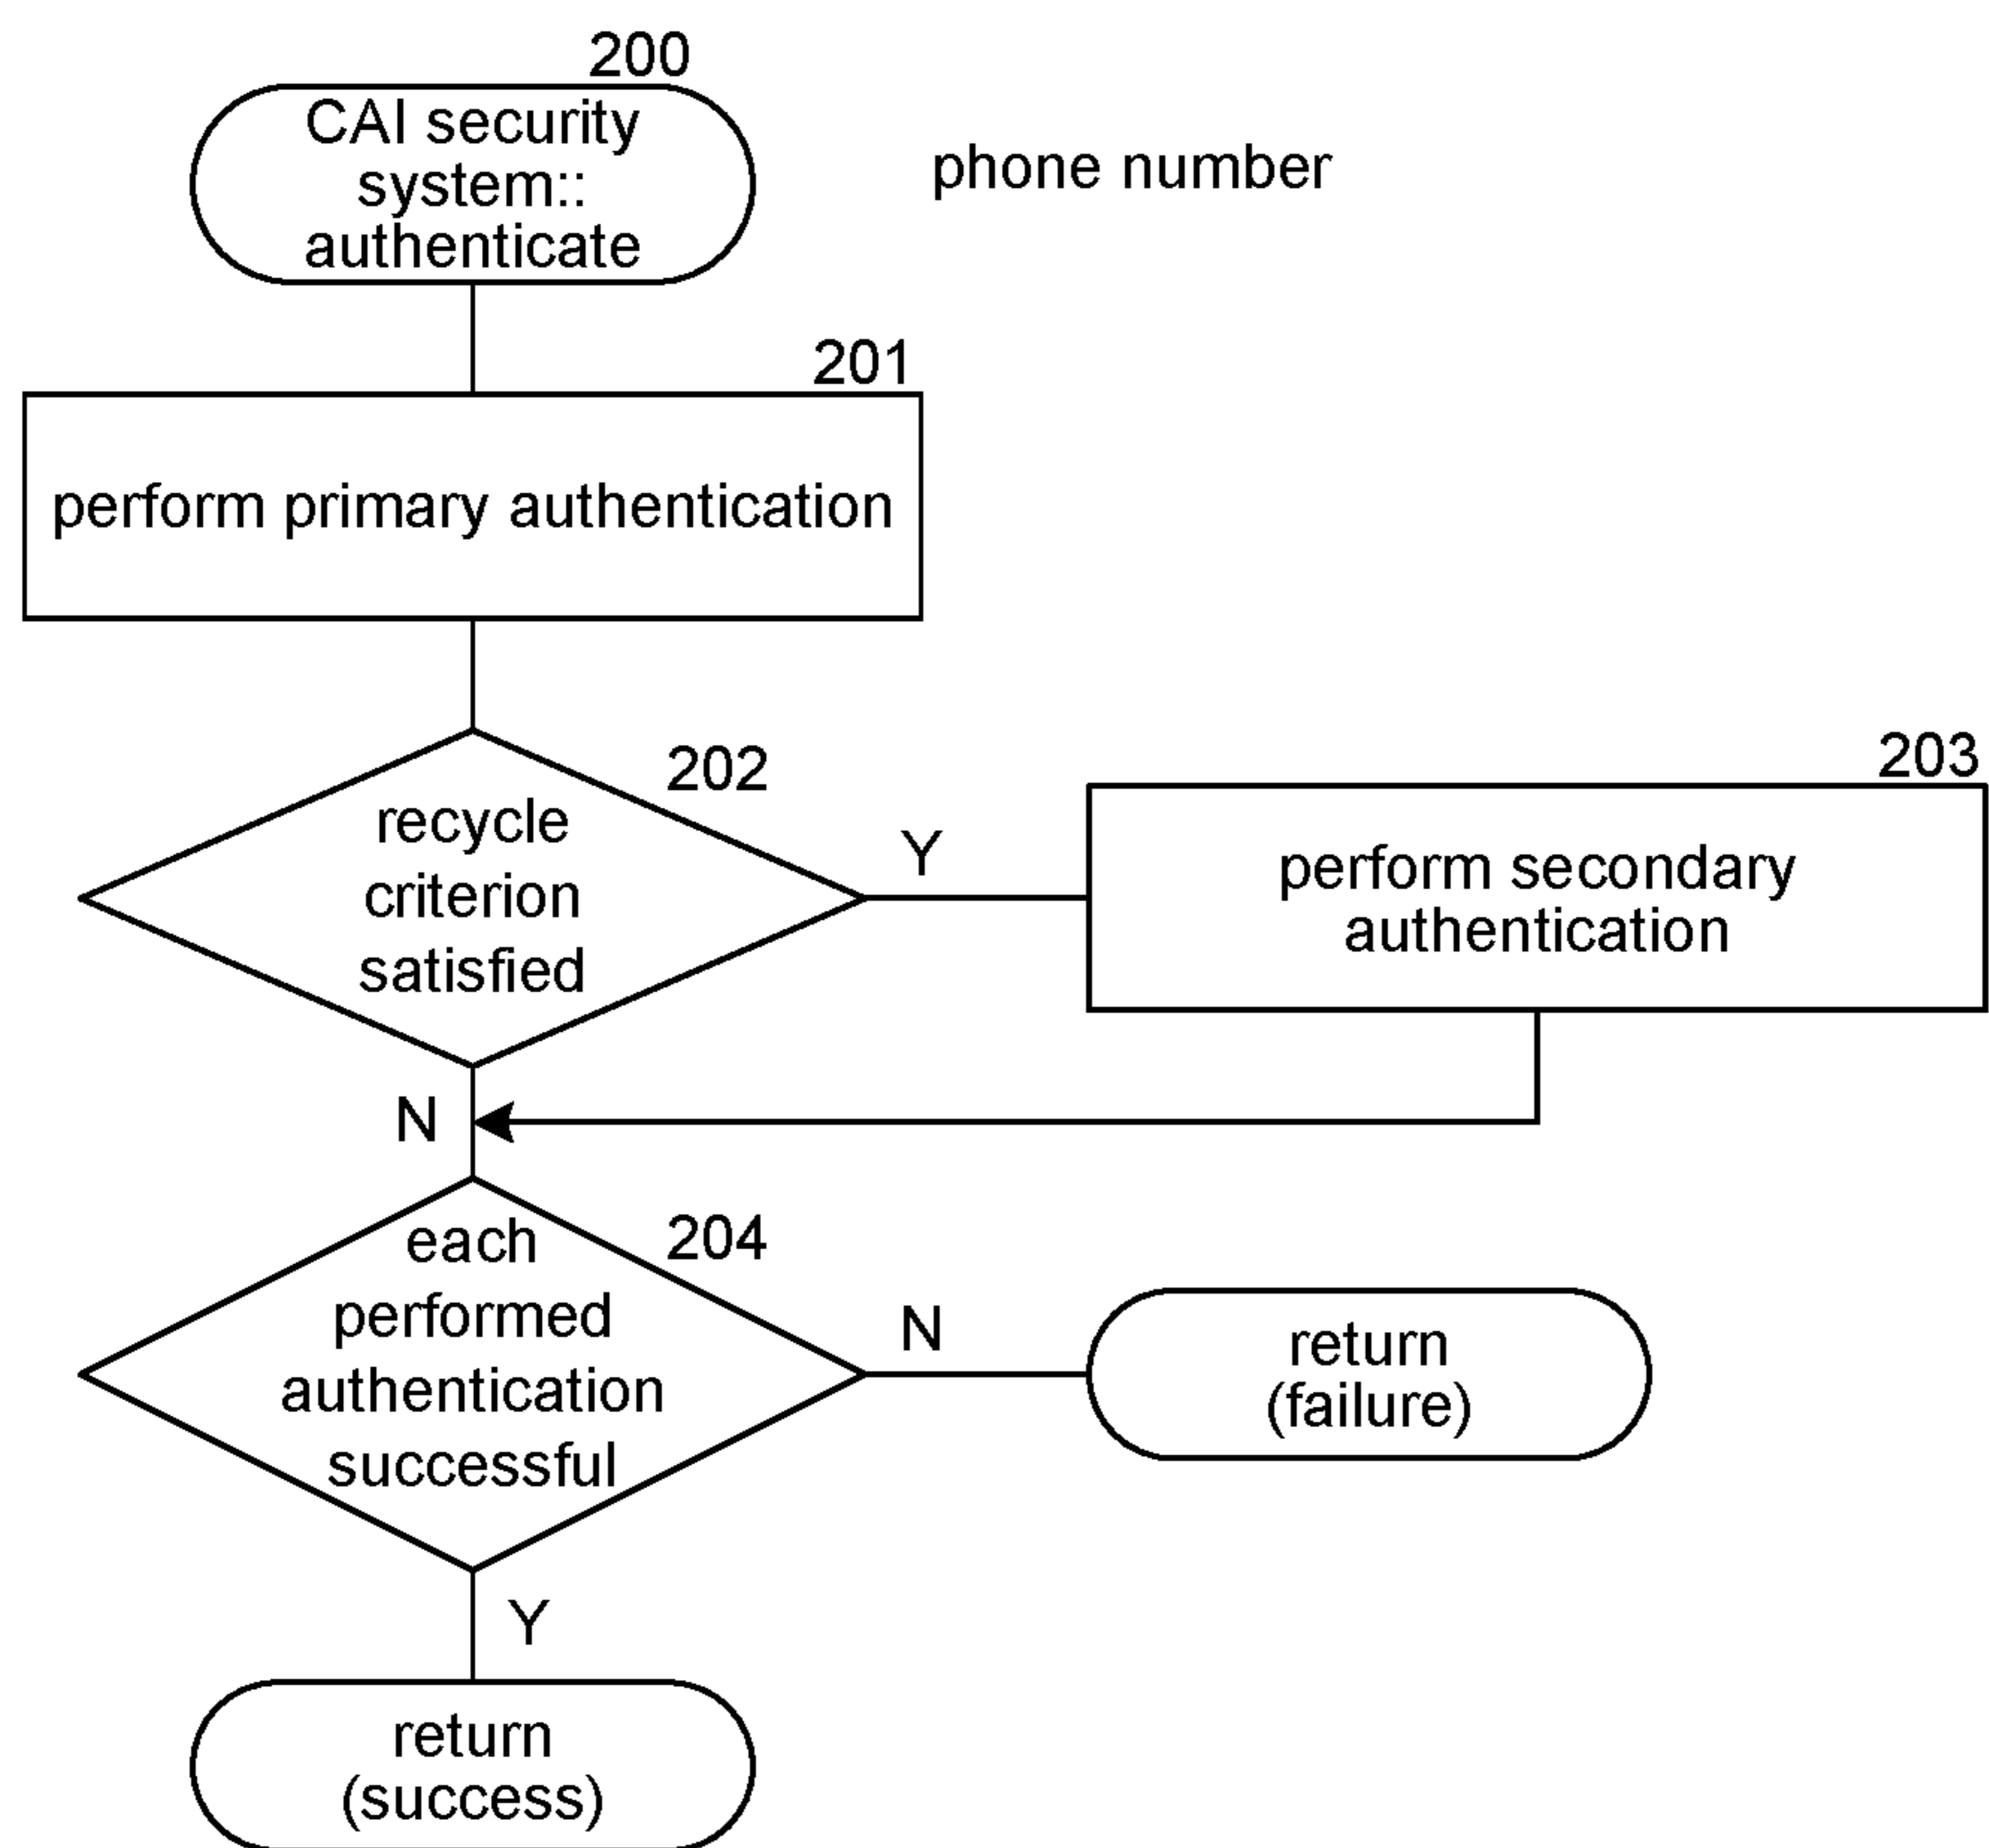 200
CAI security
system::
authenticate
phone number
201
perform primary authentication
202
recycle
criterion
satisfied
Y
203
perform secondary
authentication
N
204
each
performed
authentication
successful
N
return
(failure)
Y
return
(success)